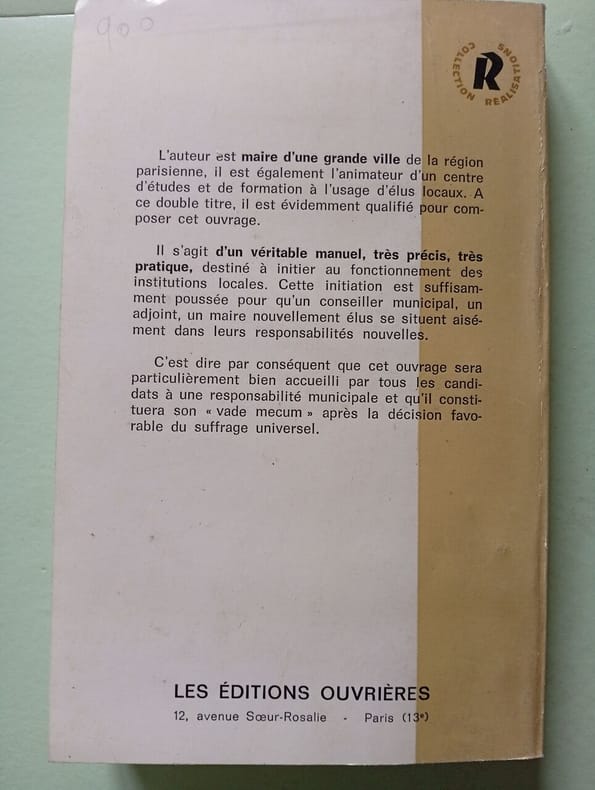 900
COLLECTION RÉALISATIONS
R
L'auteur est maire d'une grande ville de la région
parisienne, il est également l'animateur d'un centre
d'études et de formation à l'usage d'élus locaux. A
ce double titre, il est évidemment qualifié pour com-
poser cet ouvrage.
Il s'agit d'un véritable manuel, très précis, très
pratique, destiné à initier au fonctionnement des
institutions locales. Cette initiation est suffisam-
ment poussée pour qu'un conseiller municipal, un
adjoint, un maire nouvellement élus se situent aisé-
ment dans leurs responsabilités nouvelles.
C'est dire par conséquent que cet ouvrage sera
particulièrement bien accueilli par tous les candi-
dats à une responsabilité municipale et qu'il consti-
tuera son « vade mecum » après la décision favo-
rable du suffrage universel.
LES ÉDITIONS OUVRIÈRES
12, avenue Sœur-Rosalie - Paris (13e)